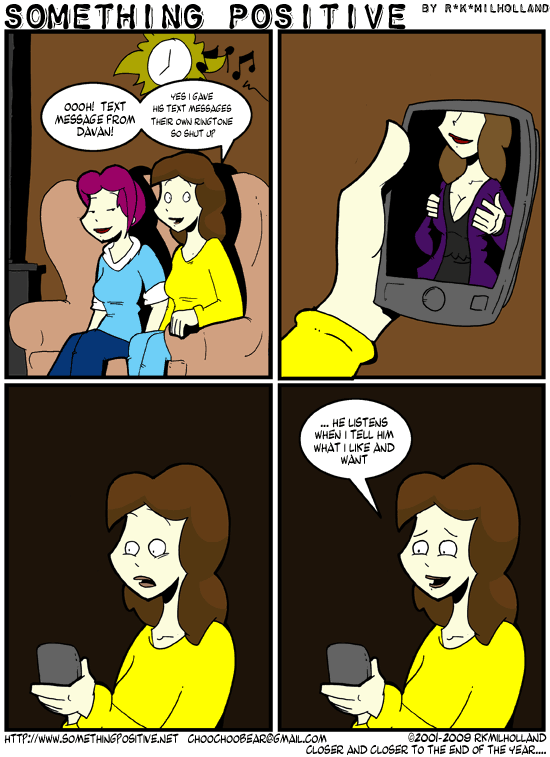 SOMETHING POSITIVE BY R*K*MILHOLLAND
OOOH! TEXT
MESSAGE FROM
DAVAN!
YES I GAVE
HIS TEXT MESSAGES
THEIR OWN RINGTONE
SO SHUT UP
... HE LISTENS
WHEN I TELL HIM
WHAT I LIKE AND
WANT
HTTP://WWW.SOMETHINGPOSITIVE.NET CHOOCHOOBEAR@GMAIL.COM
©2001-2009 RKMILHOLLAND
CLOSER AND CLOSER TO THE END OF THE YEAR....